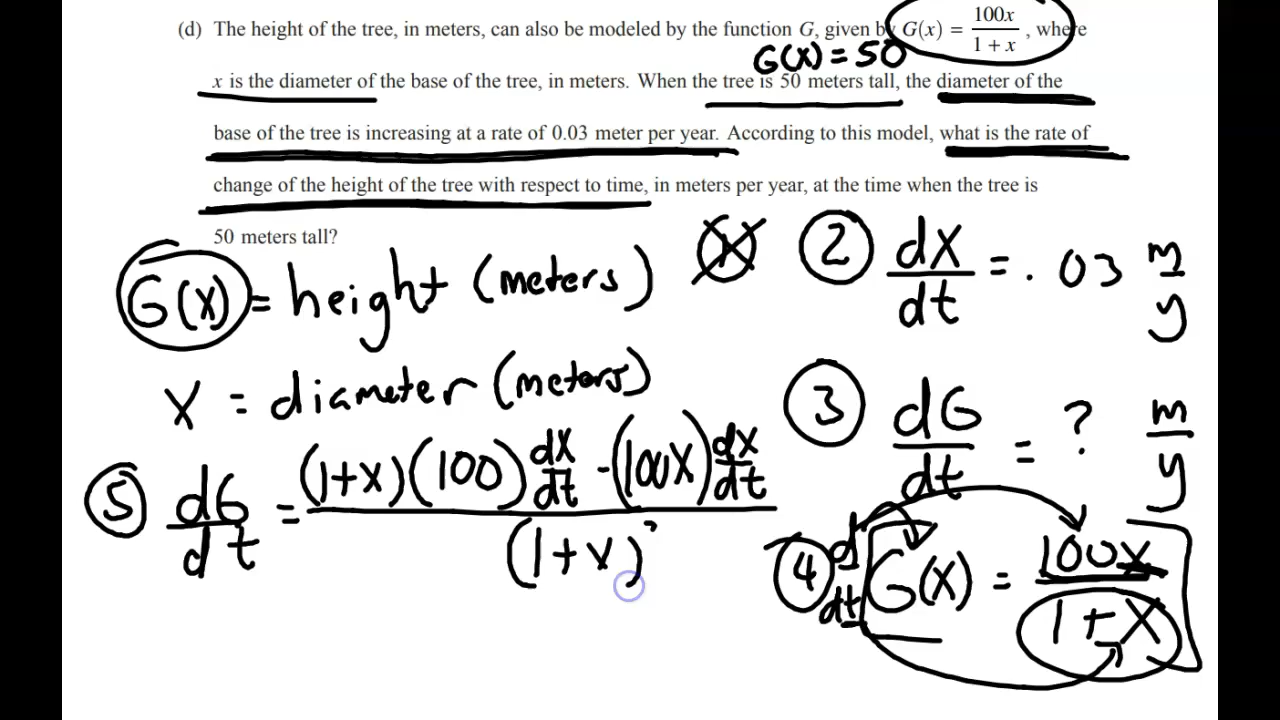 (d) The height of the tree, in meters, can also be modeled by the function G, given by G(x) = 100x / 1 + x, where
G(X) = 50
x is the diameter of the base of the tree, in meters. When the tree is 50 meters tall, the diameter of the
base of the tree is increasing at a rate of 0.03 meter per year. According to this model, what is the rate of
change of the height of the tree with respect to time, in meters per year, at the time when the tree is
50 meters tall?
G(X) = height (meters)
X = diameter (meters)
① 
② dX/dt = .03 m/y
③ dG/dt = ? m/y
④ d/dt G(X) = 100x / 1+X
⑤ dG/dt = (1+X)(100) dX/dt - (100X) dX/dt / (1+X)²